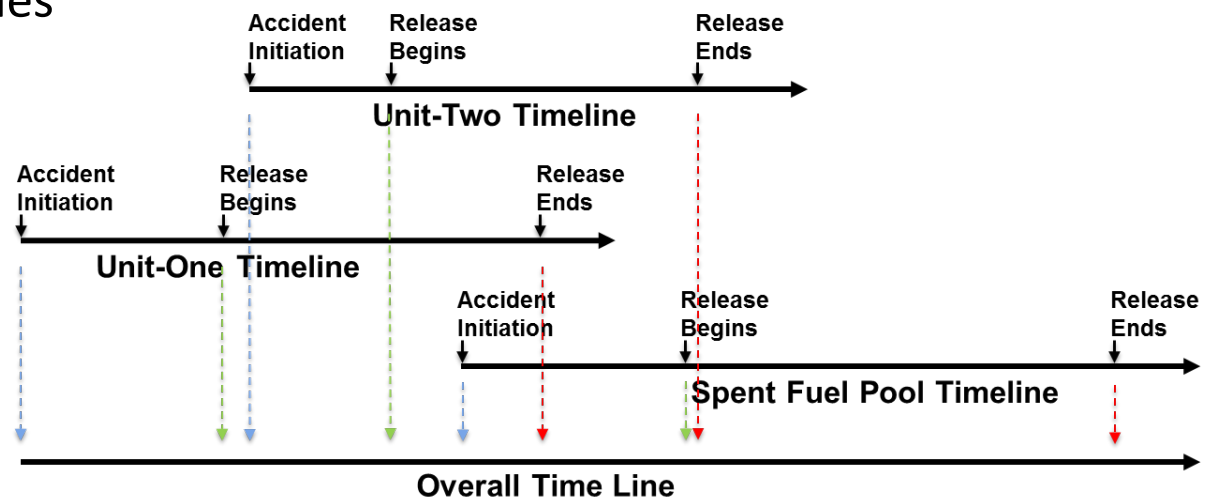 Accident Release Release
Initiation Begins Ends
Unit-Two Timeline
Accident Release Release
Initiation Begins Ends
Unit-One Timeline
Accident Release Release
Initiation Begins Ends
Spent Fuel Pool Timeline
Overall Time Line